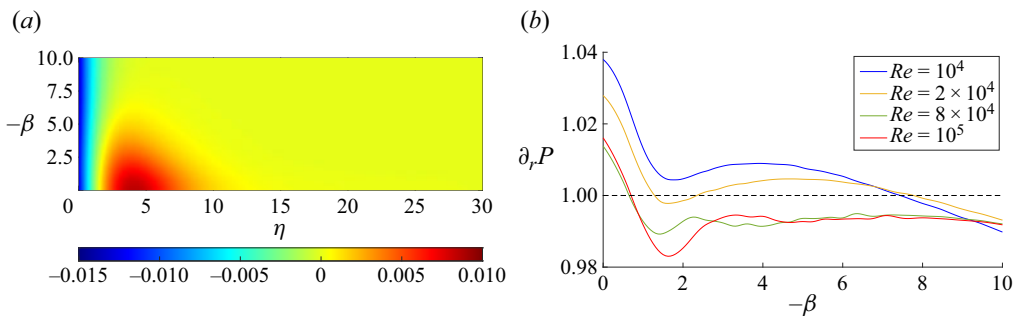 (a)
10.0
7.5
−β 5.0
2.5
0 5 10 15 20 25 30
η
−0.015 −0.010 −0.005 0 0.005 0.010
(b)
1.04
1.02
∂rP
1.00
0.98
0 2 4 6 8 10
−β
Re = 10⁴
Re = 2 × 10⁴
Re = 8 × 10⁴
Re = 10⁵